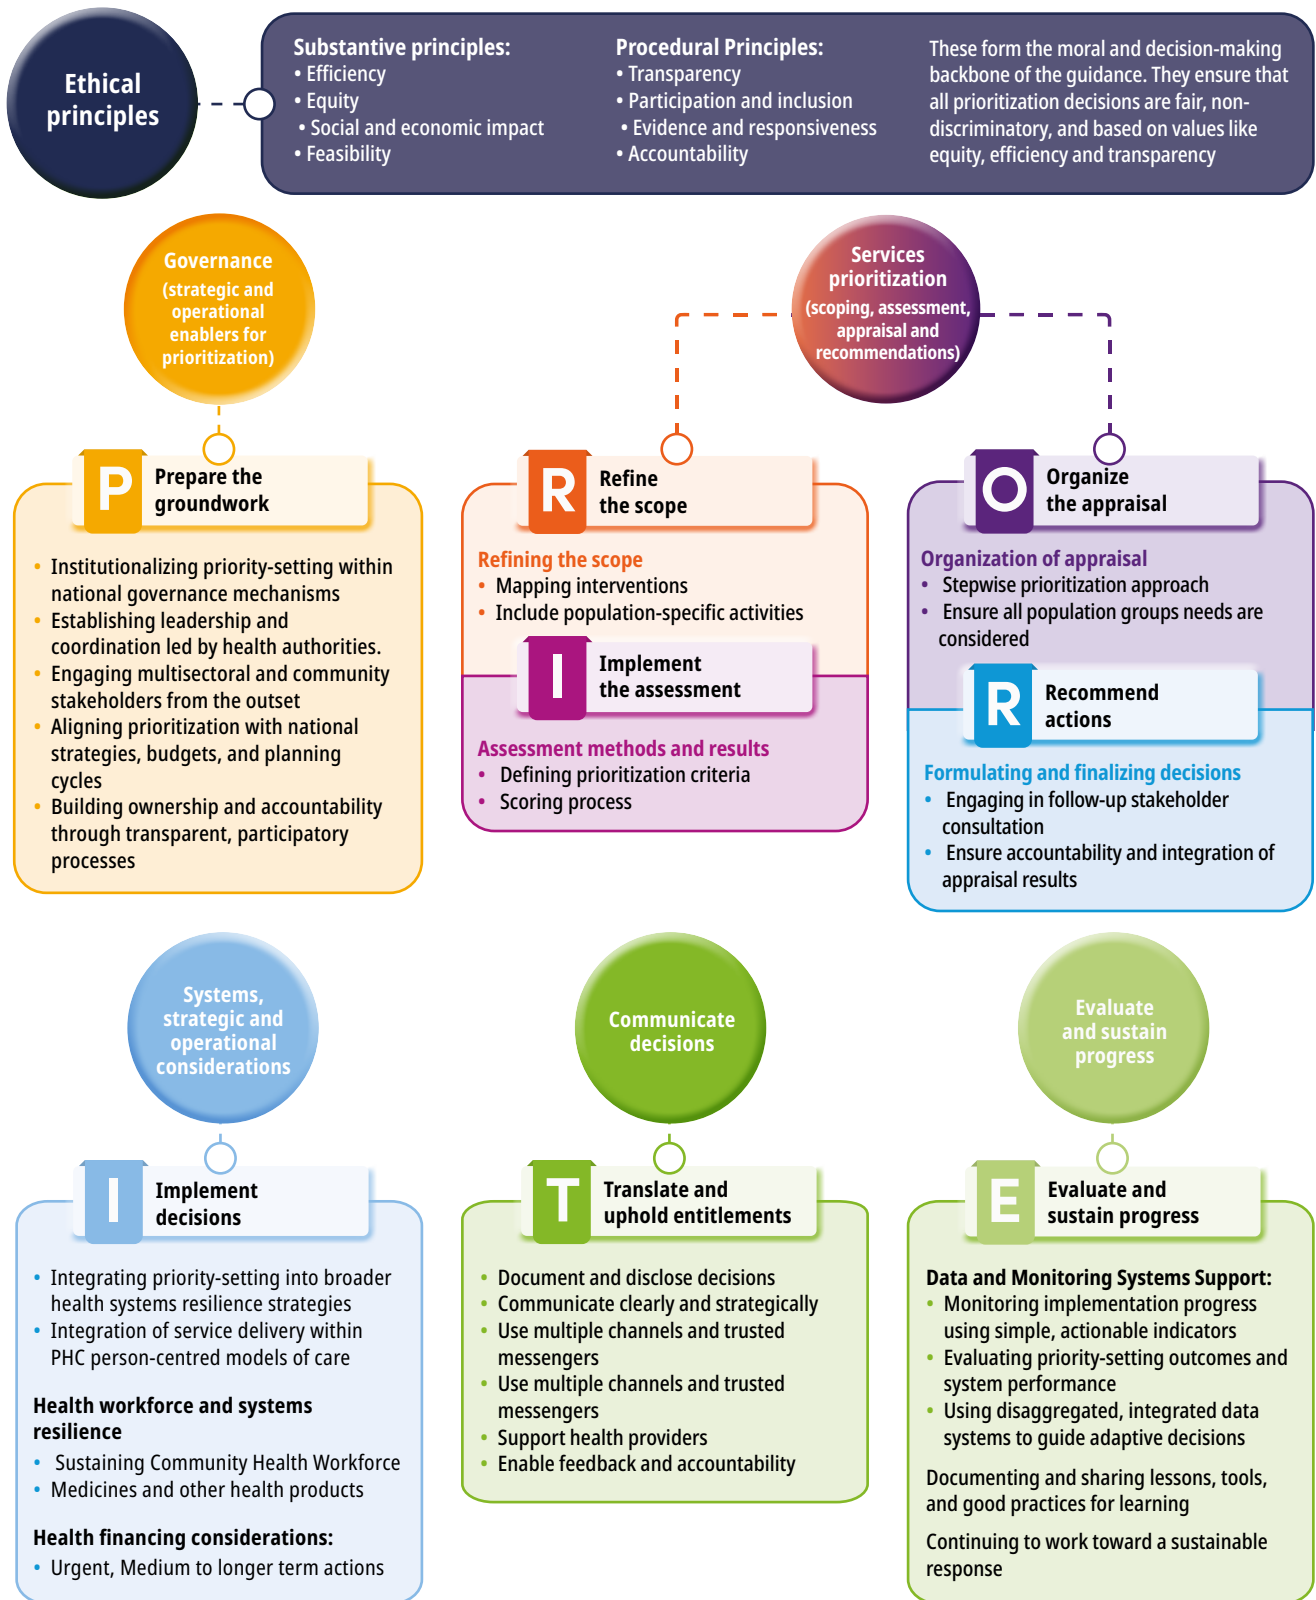 Ethical
principles
Substantive principles:
• Efficiency
• Equity
• Social and economic impact
• Feasibility
Procedural Principles:
• Transparency
• Participation and inclusion
• Evidence and responsiveness
• Accountability
These form the moral and decision-making
backbone of the guidance. They ensure that
all prioritization decisions are fair, non-
discriminatory, and based on values like
equity, efficiency and transparency
Governance
(strategic and
operational
enablers for
prioritization)
Services
prioritization
(scoping, assessment,
appraisal and
recommendations)
P
Prepare the
groundwork
• Institutionalizing priority-setting within
national governance mechanisms
• Establishing leadership and
coordination led by health authorities.
• Engaging multisectoral and community
stakeholders from the outset
• Aligning prioritization with national
strategies, budgets, and planning
cycles
• Building ownership and accountability
through transparent, participatory
processes
R
Refine
the scope
Refining the scope
• Mapping interventions
• Include population-specific activities
I
Implement
the assessment
Assessment methods and results
• Defining prioritization criteria
• Scoring process
O
Organize
the appraisal
Organization of appraisal
• Stepwise prioritization approach
• Ensure all population groups needs are
considered
R
Recommend
actions
Formulating and finalizing decisions
• Engaging in follow-up stakeholder
consultation
• Ensure accountability and integration of
appraisal results
Systems,
strategic and
operational
considerations
I
Implement
decisions
• Integrating priority-setting into broader
health systems resilience strategies
• Integration of service delivery within
PHC person-centred models of care
Health workforce and systems
resilience
• Sustaining Community Health Workforce
• Medicines and other health products
Health financing considerations:
• Urgent, Medium to longer term actions
Communicate
decisions
T
Translate and
uphold entitlements
• Document and disclose decisions
• Communicate clearly and strategically
• Use multiple channels and trusted
messengers
• Use multiple channels and trusted
messengers
• Support health providers
• Enable feedback and accountability
Evaluate
and sustain
progress
E
Evaluate and
sustain progress
Data and Monitoring Systems Support:
• Monitoring implementation progress
using simple, actionable indicators
• Evaluating priority-setting outcomes and
system performance
• Using disaggregated, integrated data
systems to guide adaptive decisions
Documenting and sharing lessons, tools,
and good practices for learning
Continuing to work toward a sustainable
response